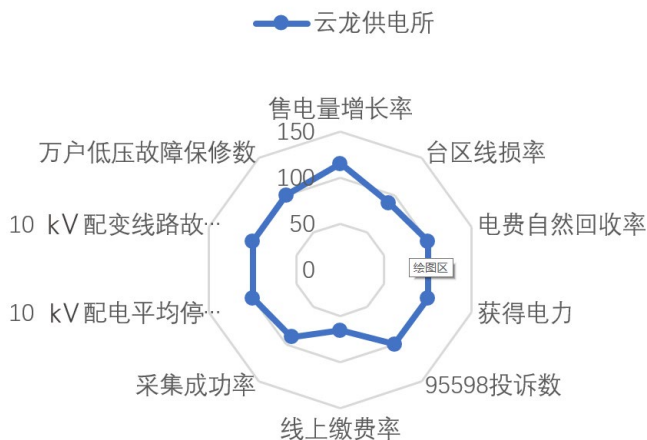 云龙供电所
售电量增长率
150
万户低压故障保修数
台区线损率
100
10 kV配变线路故…
50
电费自然回收率
0
绘图区
10 kV配电平均停…
获得电力
采集成功率
95598投诉数
线上缴费率